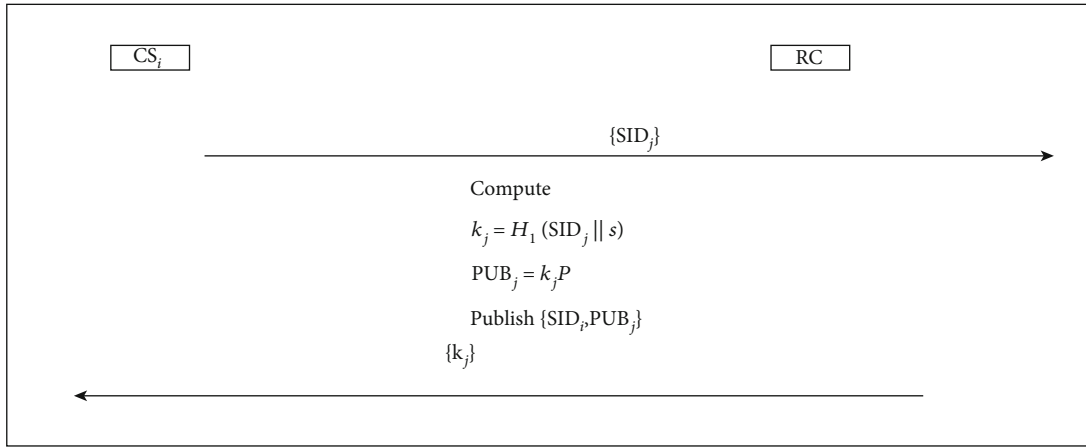 CS_i RC
{SID_j}
Compute
k_j = H_1 (SID_j || s)
PUB_j = k_jP
Publish {SID_i,PUB_j}
{k_j}